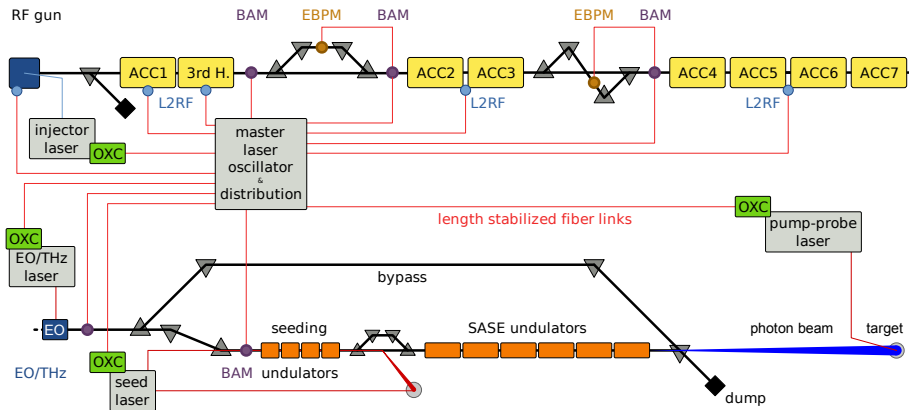 RF gun
BAM
EBPM
BAM
EBPM
BAM
ACC1
3rd H.
ACC2
ACC3
ACC4
ACC5
ACC6
ACC7
L2RF
L2RF
L2RF
injector
laser
OXC
master
laser
oscillator
&
distribution
length stabilized fiber links
OXC
pump-probe
laser
OXC
EO/THz
laser
bypass
EO
seeding
undulators
SASE undulators
photon beam
target
EO/THz
OXC
seed
laser
BAM
dump